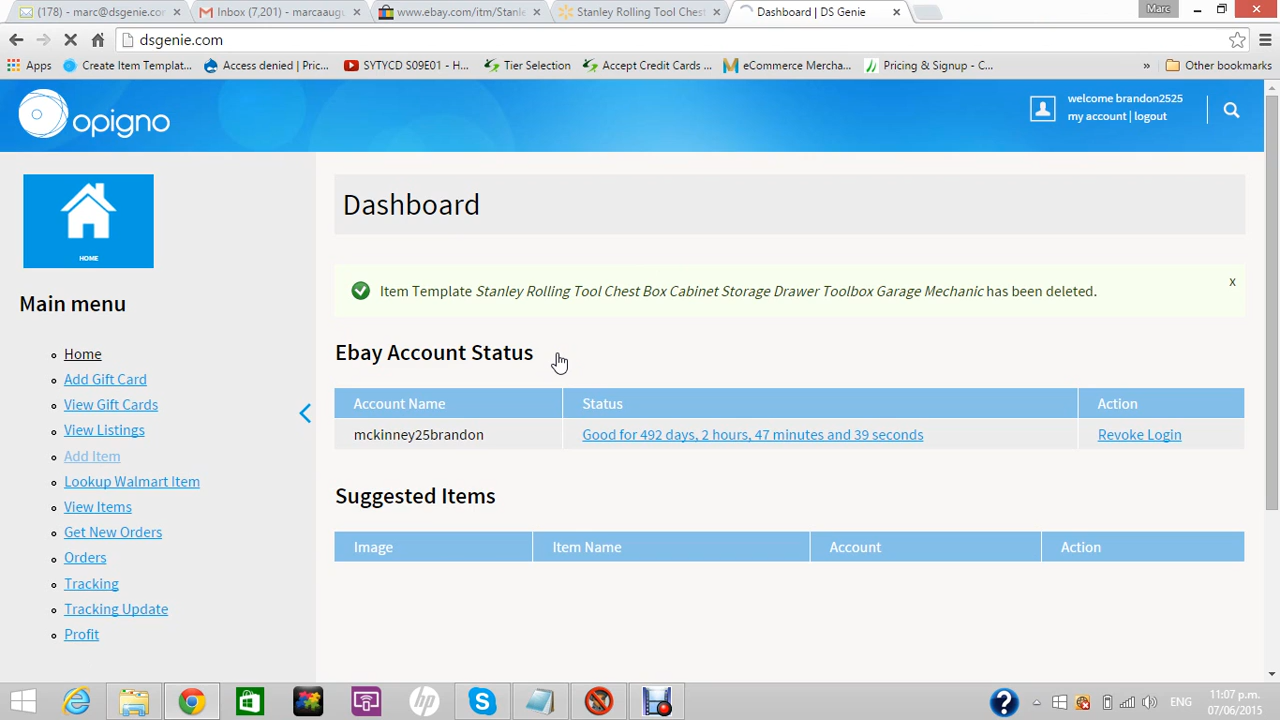 (178) - marc@dsgenie.co
Inbox (7,201) - marcaaug
www.ebay.com/itm/Stanle
Stanley Rolling Tool Chest
Dashboard | DS Genie
Marc
dsgenie.com
Apps
Create Item Templat...
Access denied | Pric...
SYTYCD S09E01 - H...
Tier Selection
Accept Credit Cards ...
eCommerce Mercha...
Pricing & Signup - C...
»
Other bookmarks
opigno
welcome brandon2525
my account | logout
HOME
Main menu
Home
Add Gift Card
View Gift Cards
View Listings
Add Item
Lookup Walmart Item
View Items
Get New Orders
Orders
Tracking
Tracking Update
Profit
Dashboard
Item Template Stanley Rolling Tool Chest Box Cabinet Storage Drawer Toolbox Garage Mechanic has been deleted.
x
Ebay Account Status
Account Name Status Action
mckinney25brandon Good for 492 days, 2 hours, 47 minutes and 39 seconds Revoke Login
Suggested Items
Image Item Name Account Action
hp
ENG
11:07 p.m.
07/06/2015